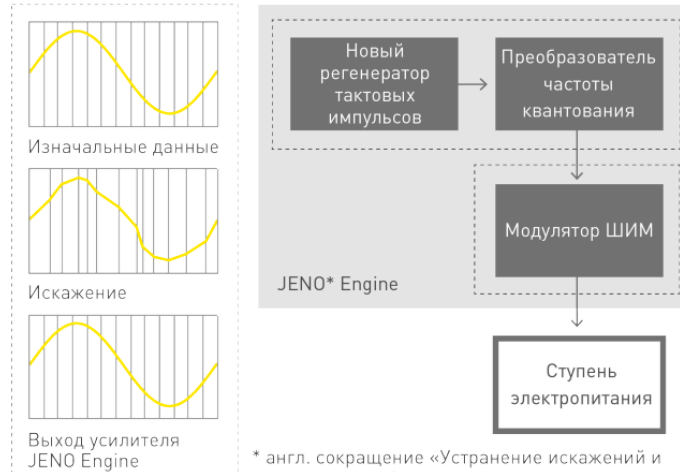 Изначальные данные
Искажение
Выход усилителя
JENO Engine
Новый
регенератор
тактовых
импульсов
Преобразователь
частоты
квантования
Модулятор ШИМ
JENO* Engine
Ступень
электропитания
* англ. сокращение «Устранение искажений и